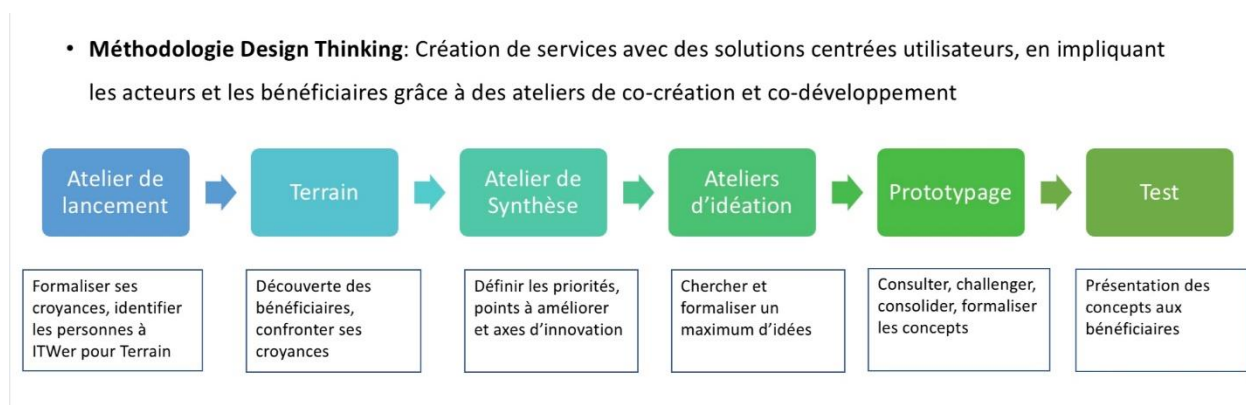 • Méthodologie Design Thinking: Création de services avec des solutions centrées utilisateurs, en impliquant
les acteurs et les bénéficiaires grâce à des ateliers de co-création et co-développement
Atelier de
lancement
Terrain
Atelier de
Synthèse
Ateliers
d’idéation
Prototypage
Test
Formaliser ses
croyances, identifier
les personnes à
ITWer pour Terrain
Découverte des
bénéficiaires,
confronter ses
croyances
Définir les priorités,
points à améliorer
et axes d’innovation
Chercher et
formaliser un
maximum d’idées
Consulter, challenger,
consolider, formaliser
les concepts
Présentation des
concepts aux
bénéficiaires